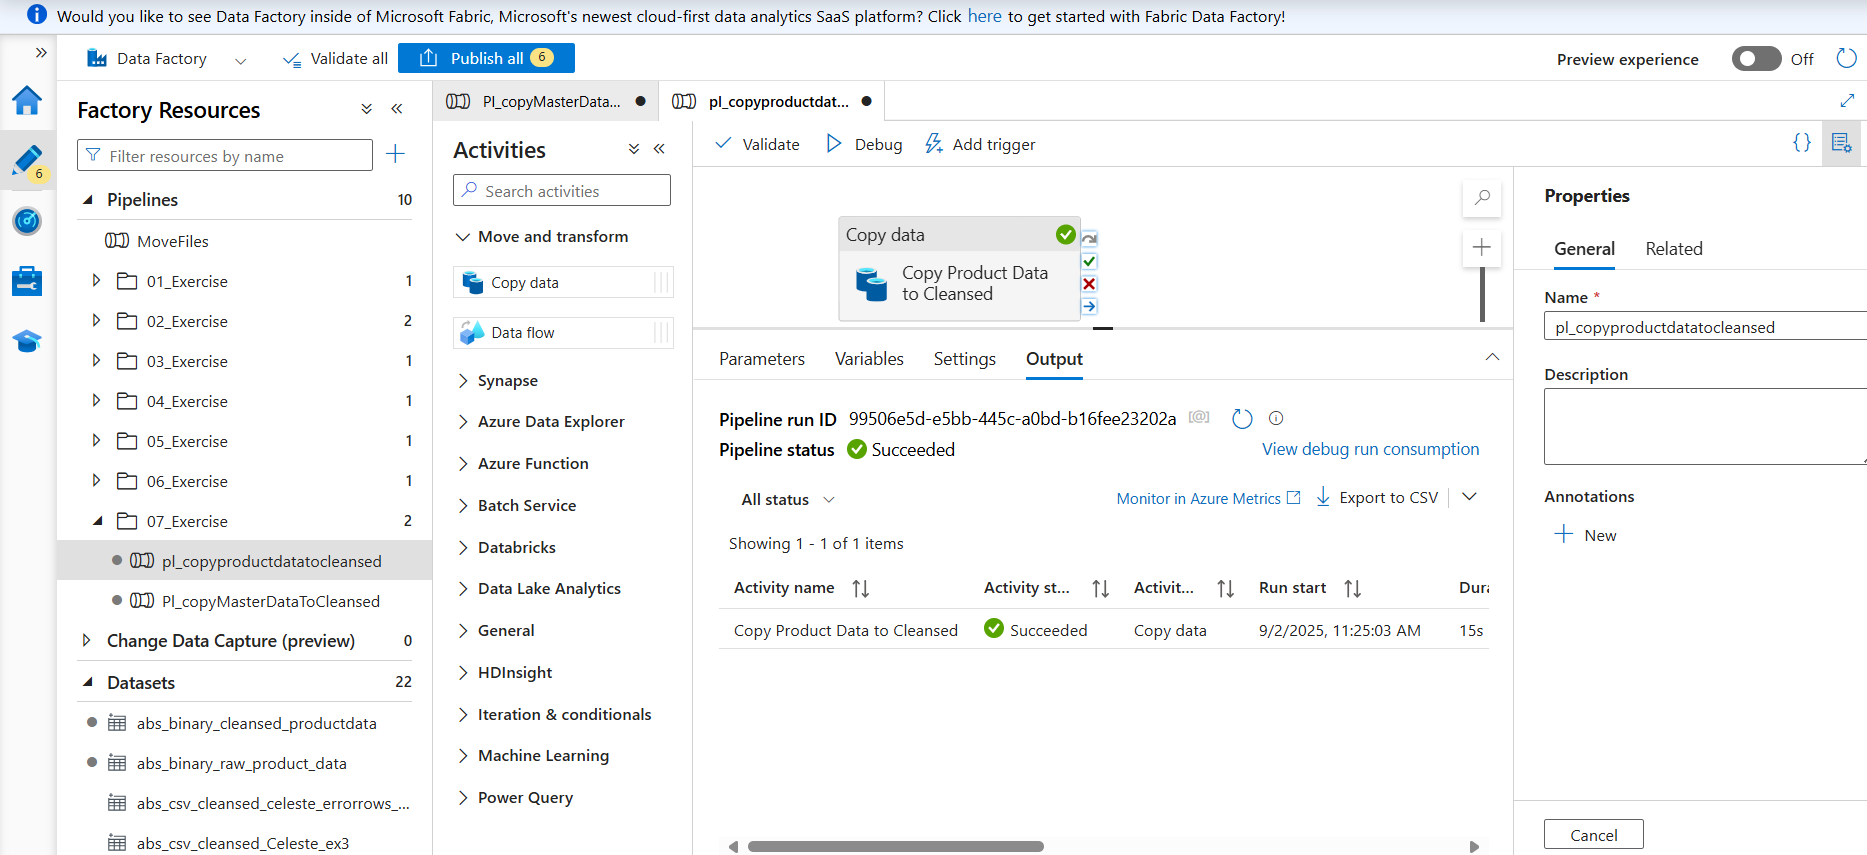 Would you like to see Data Factory inside of Microsoft Fabric, Microsoft's newest cloud-first data analytics SaaS platform? Click here to get started with Fabric Data Factory!
Data Factory
Validate all
Publish all 6
Preview experience
Off
6
Factory Resources
Filter resources by name
Pipelines 10
MoveFiles
01_Exercise 1
02_Exercise 2
03_Exercise 1
04_Exercise 1
05_Exercise 1
06_Exercise 1
07_Exercise 2
pl_copyproductdatatocleansed
Pl_copyMasterDataToCleansed
Change Data Capture (preview) 0
Datasets 22
abs_binary_cleansed_productdata
abs_binary_raw_product_data
abs_csv_cleansed_celeste_errorrows_...
abs_csv_cleansed_Celeste_ex3
Pl_copyMasterData...
pl_copyproductdat...
Activities
Search activities
Move and transform
Copy data
Data flow
Synapse
Azure Data Explorer
Azure Function
Batch Service
Databricks
Data Lake Analytics
General
HDInsight
Iteration & conditionals
Machine Learning
Power Query
Validate
Debug
Add trigger
{}
Copy data
Copy Product Data
to Cleansed
Parameters
Variables
Settings
Output
Pipeline run ID 99506e5d-e5bb-445c-a0bd-b16fee23202a [@]
Pipeline status Succeeded
View debug run consumption
All status
Monitor in Azure Metrics
Export to CSV
Showing 1 - 1 of 1 items
Activity name Activity st... Activit... Run start Dura
Copy Product Data to Cleansed Succeeded Copy data 9/2/2025, 11:25:03 AM 15s
Properties
General
Related
Name *
pl_copyproductdatatocleansed
Description
Annotations
New
Cancel